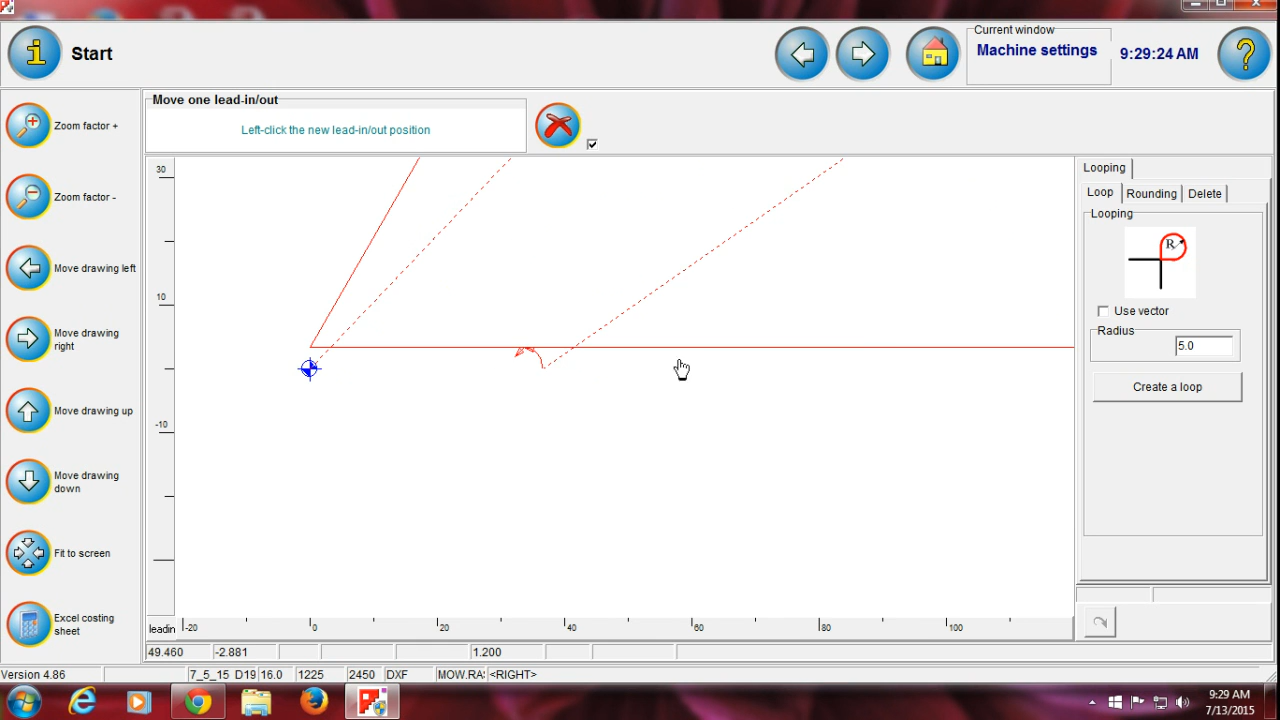 Current window
Start
Machine settings
9:29:24 AM
Move one lead-in/out
Left-click the new lead-in/out position
Zoom factor +
Zoom factor -
Move drawing left
Move drawing
right
Move drawing up
Move drawing
down
Fit to screen
Excel costing
sheet
30
10
-10
leadin
-20
0
20
40
60
80
100
Looping
Loop
Rounding
Delete
Looping
R
Use vector
Radius
5.0
Create a loop
49.460
-2.881
1.200
Version 4.86
7_5_15 D19
16.0
1225
2450
DXF
MOW.RA
<RIGHT>
9:29 AM
7/13/2015